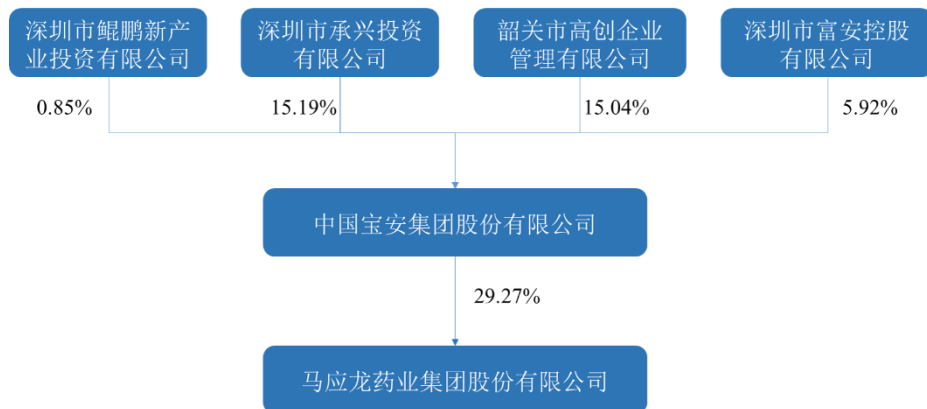 深圳市鲲鹏新产
业投资有限公司
深圳市承兴投资
有限公司
韶关市高创企业
管理有限公司
深圳市富安控股
有限公司
0.85%
15.19%
15.04%
5.92%
中国宝安集团股份有限公司
29.27%
马应龙药业集团股份有限公司